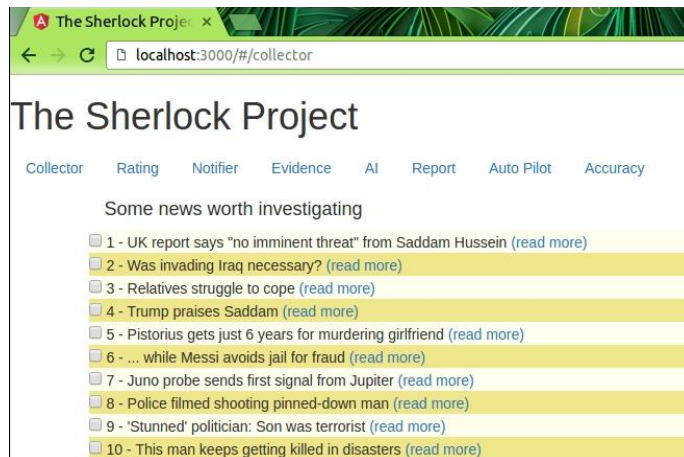 The Sherlock Projec
localhost:3000/#/collector
The Sherlock Project
Collector Rating Notifier Evidence AI Report Auto Pilot Accuracy
Some news worth investigating
1 - UK report says "no imminent threat" from Saddam Hussein (read more)
2 - Was invading Iraq necessary? (read more)
3 - Relatives struggle to cope (read more)
4 - Trump praises Saddam (read more)
5 - Pistorius gets just 6 years for murdering girlfriend (read more)
6 - ... while Messi avoids jail for fraud (read more)
7 - Juno probe sends first signal from Jupiter (read more)
8 - Police filmed shooting pinned-down man (read more)
9 - 'Stunned' politician: Son was terrorist (read more)
10 - This man keeps getting killed in disasters (read more)